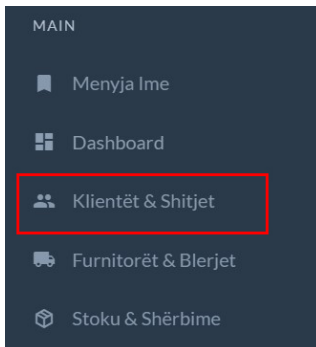 MAIN
Menyja Ime
Dashboard
Klientët & Shitjet
Furnitorët & Blerjet
Stoku & Shërbime